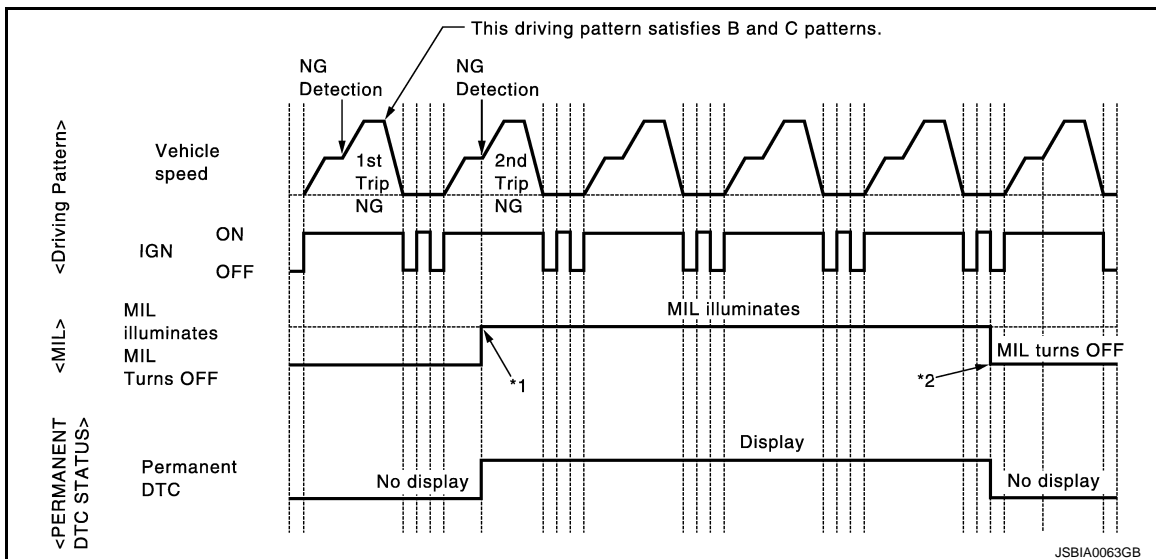 This driving pattern satisfies B and C patterns.
NG
Detection
NG
Detection
<Driving Pattern>
Vehicle
speed
1st
Trip
NG
2nd
Trip
NG
IGN
ON
OFF
<MIL>
MIL
illuminates
MIL
Turns OFF
MIL illuminates
*1
*2
MIL turns OFF
<PERMANENT
DTC STATUS>
Permanent
DTC
No display
Display
No display
JSBIA0063GB